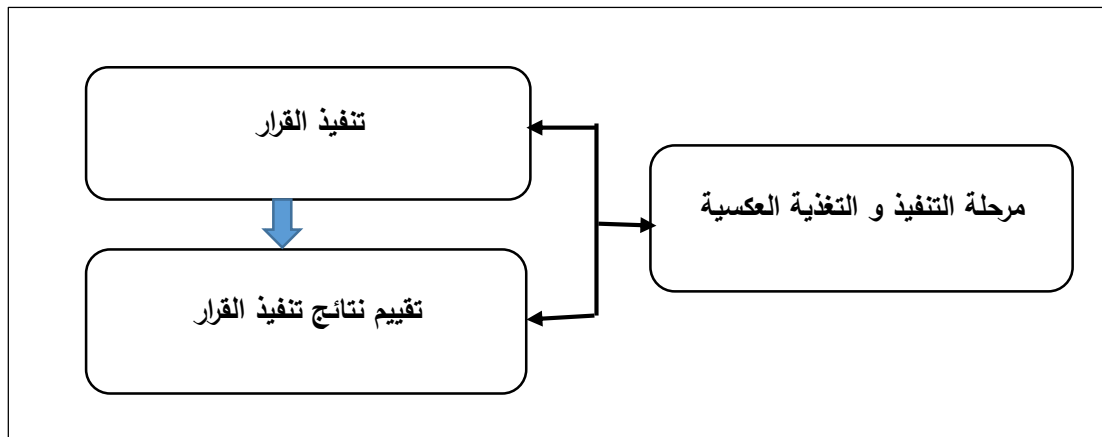 تنفيذ القرار
مرحلة التنفيذ و التغذية العكسية
تقييم نتائج تنفيذ القرار